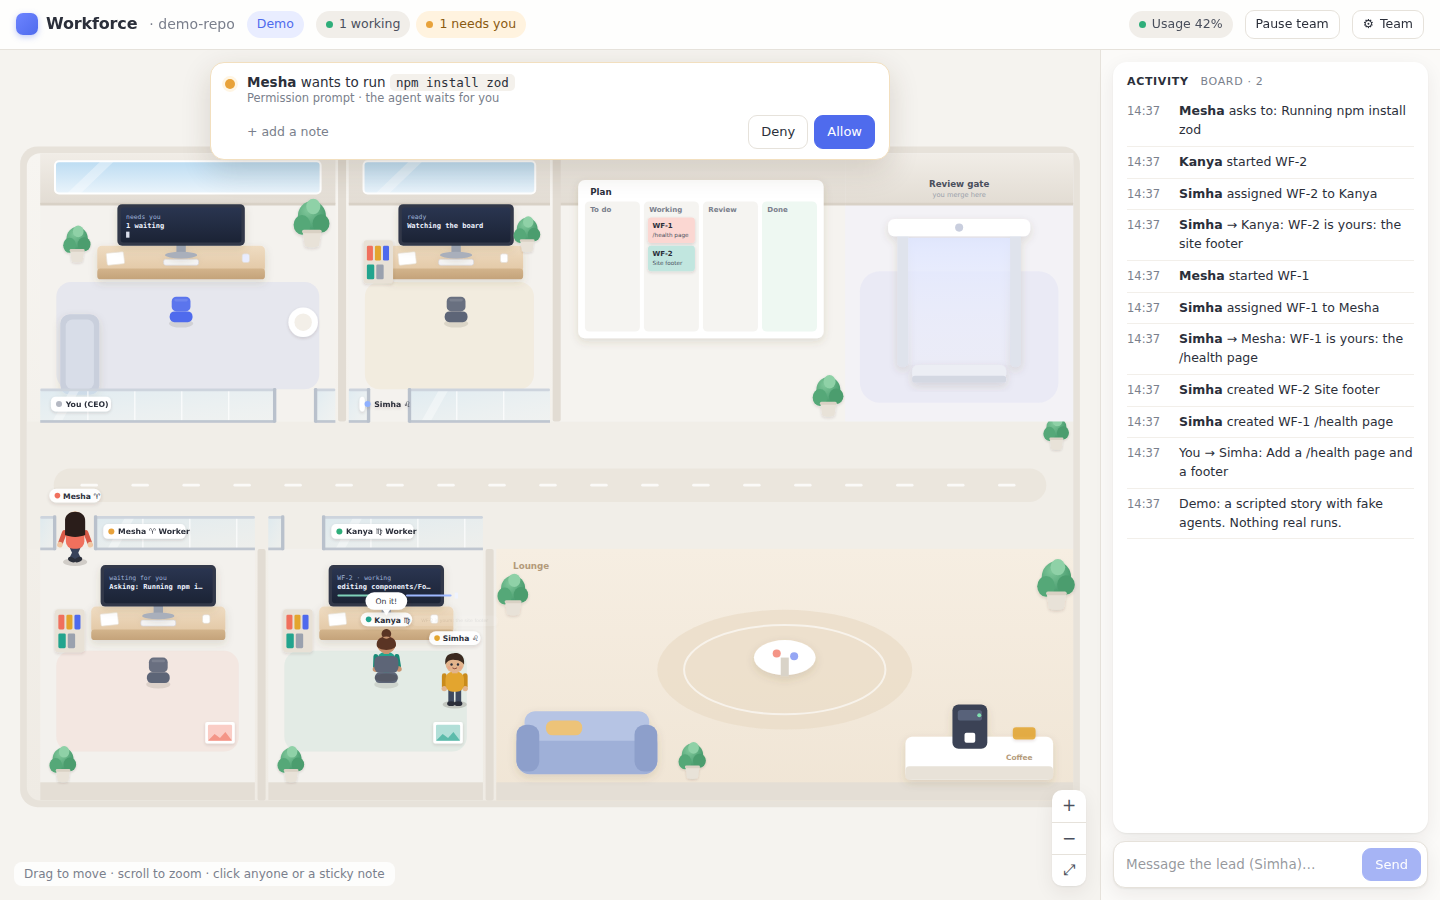 Workforce · demo-repo Demo 1 working 1 needs you Usage 42% Pause team ⚙ Team
Mesha wants to run npm install zod
Permission prompt · the agent waits for you
+ add a note Deny Allow
needs you
1 waiting
ready
Watching the board
Plan
To do Working Review Done
WF-1
/health page
WF-2
Site footer
Review gate
you merge here
You (CEO)
Simha ♌
Mesha ♈
Mesha ♈ Worker
Kanya ♍ Worker
waiting for you
Asking: Running npm i…
WF-2 · working
editing components/Fo…
On it!
Kanya ♍
Simha ♌
Lounge
Coffee
+
−
Drag to move · scroll to zoom · click anyone or a sticky note
ACTIVITY BOARD · 2
14:37 Mesha asks to: Running npm install
zod
14:37 Kanya started WF-2
14:37 Simha assigned WF-2 to Kanya
14:37 Simha → Kanya: WF-2 is yours: the
site footer
14:37 Mesha started WF-1
14:37 Simha assigned WF-1 to Mesha
14:37 Simha → Mesha: WF-1 is yours: the
/health page
14:37 Simha created WF-2 Site footer
14:37 Simha created WF-1 /health page
14:37 You → Simha: Add a /health page and
a footer
14:37 Demo: a scripted story with fake
agents. Nothing real runs.
Message the lead (Simha)… Send